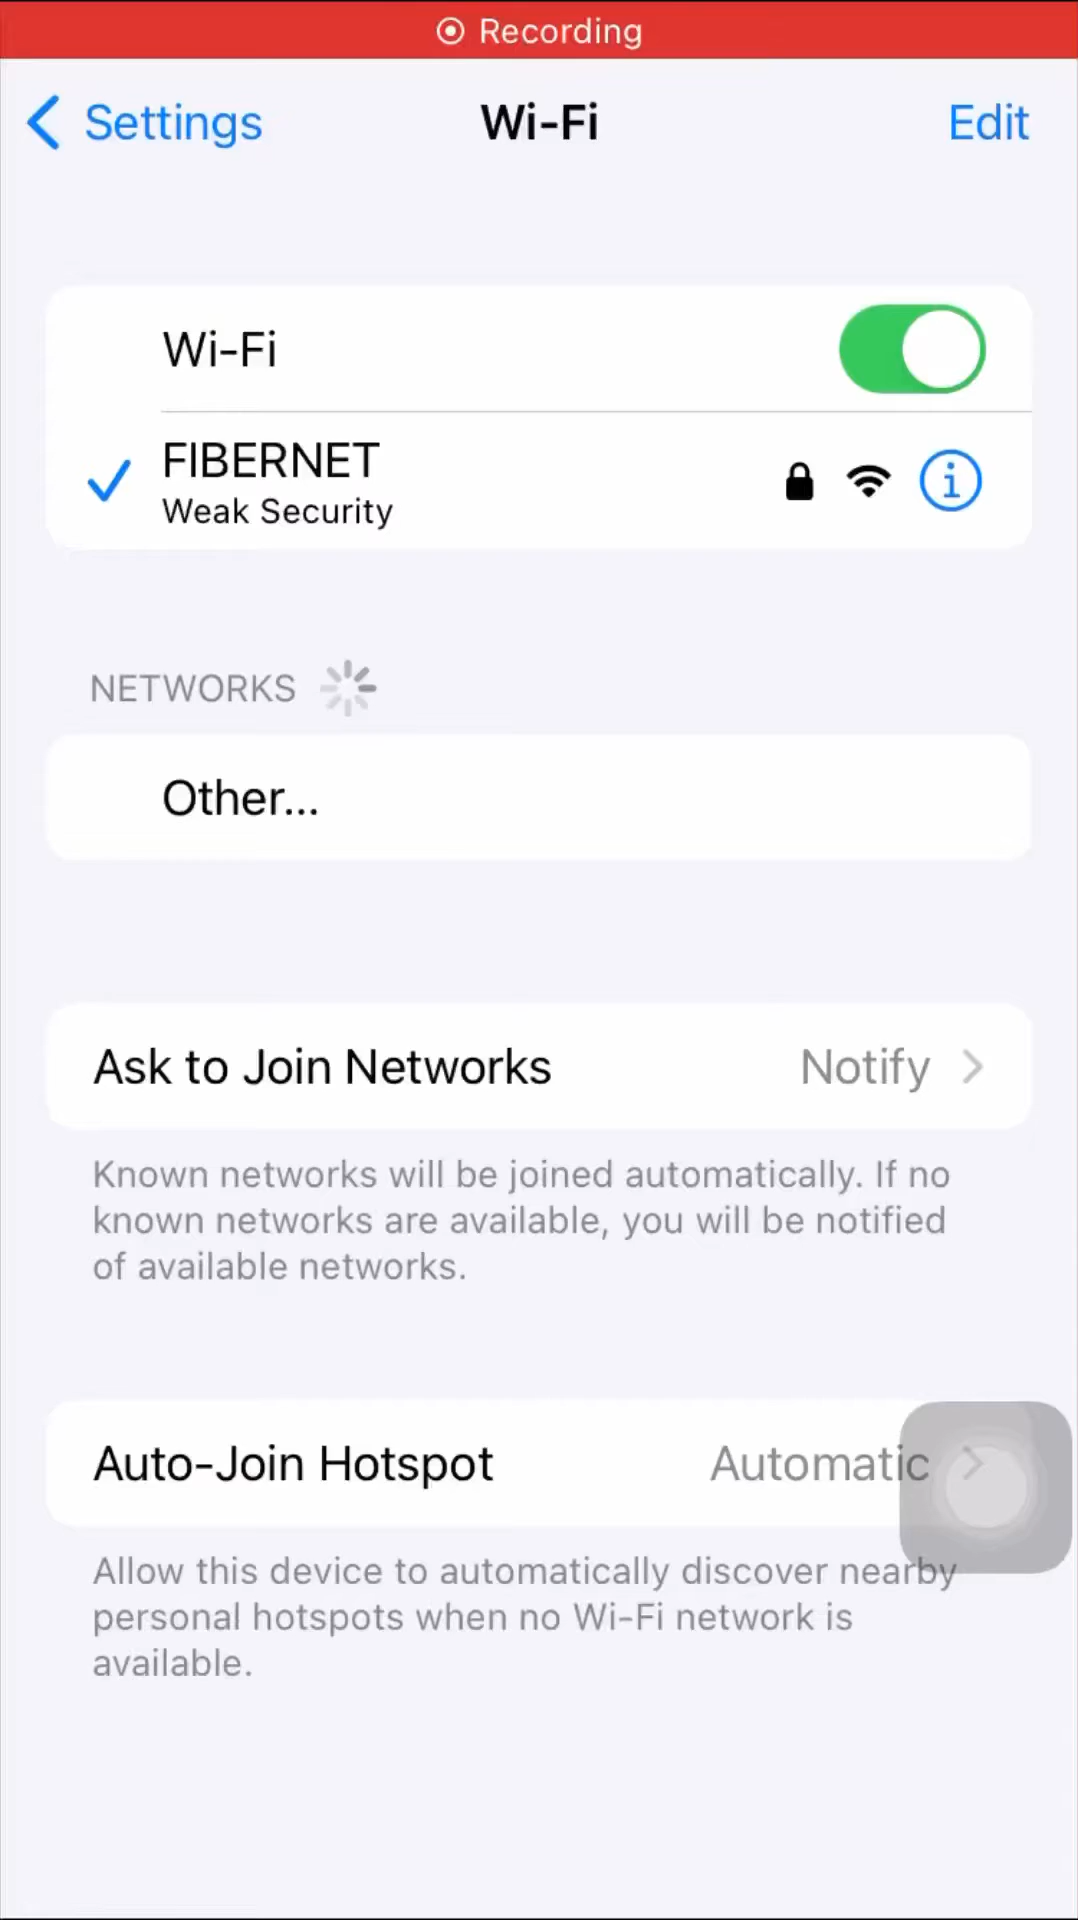 Recording
Settings
Wi-Fi
Edit
Wi-Fi
FIBERNET
Weak Security
NETWORKS
Other...
Ask to Join Networks
Notify
Known networks will be joined automatically. If no
known networks are available, you will be notified
of available networks.
Auto-Join Hotspot
Automatic
Allow this device to automatically discover nearby
personal hotspots when no Wi-Fi network is
available.